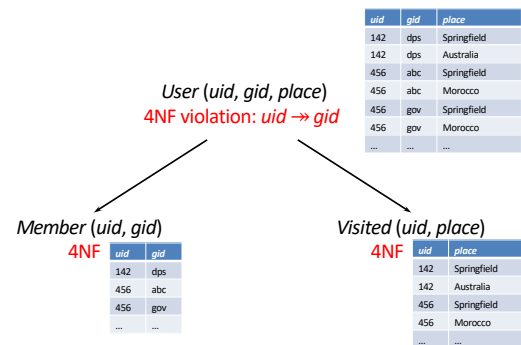 uid gid place
142 dps Springfield
142 dps Australia
456 abc Springfield
456 abc Morocco
456 gov Springfield
456 gov Morocco
... ... ...
User (uid, gid, place)
4NF violation: uid ↠ gid
Member (uid, gid)
4NF
uid gid
142 dps
456 abc
456 gov
... ...
Visited (uid, place)
4NF
uid place
142 Springfield
142 Australia
456 Springfield
456 Morocco
... ...